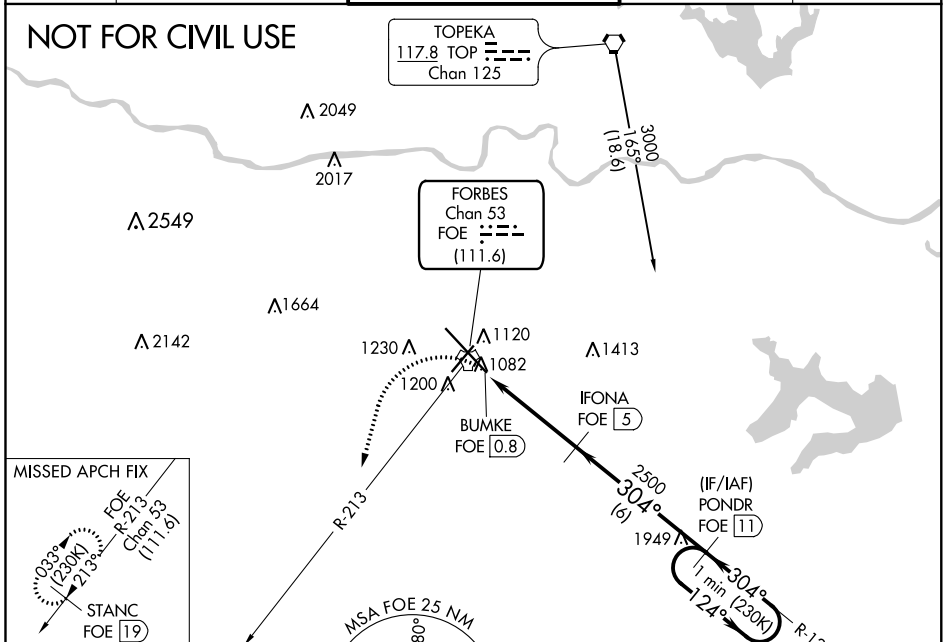 NOT FOR CIVIL USE
TOPEKA
117.8 TOP
Chan 125
2049
2017
2549
3000
165°
(18.6)
FORBES
Chan 53
FOE
(111.6)
1664
2142
1230
1120
1082
1200
1413
BUMKE
FOE 0.8
IFONA
FOE 5
2500
304°
(6)
(IF/IAF)
PONDR
FOE 11
1949
304°
1 min (230K)
124°
R-213
MISSED APCH FIX
FOE
R-213
Chan 53
(111.6)
033°
(230K)
213°
STANC
FOE 19
MSA FOE 25 NM